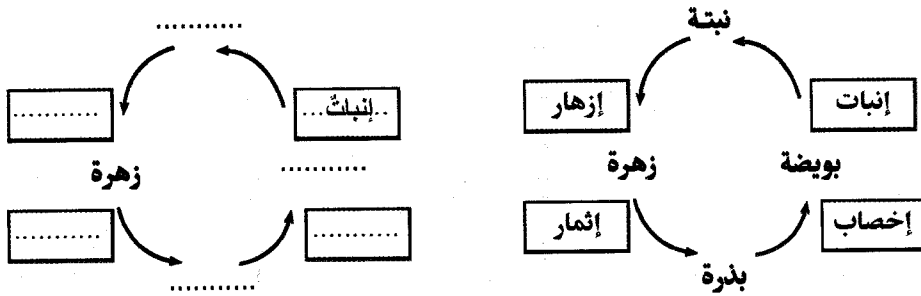 نبتة
إنبات
إزهار
بويضة
زهرة
إخصاب
إثمار
بذرة
...........
...إنباتٌ..
...........
...........
زهرة
...........
...........
...........